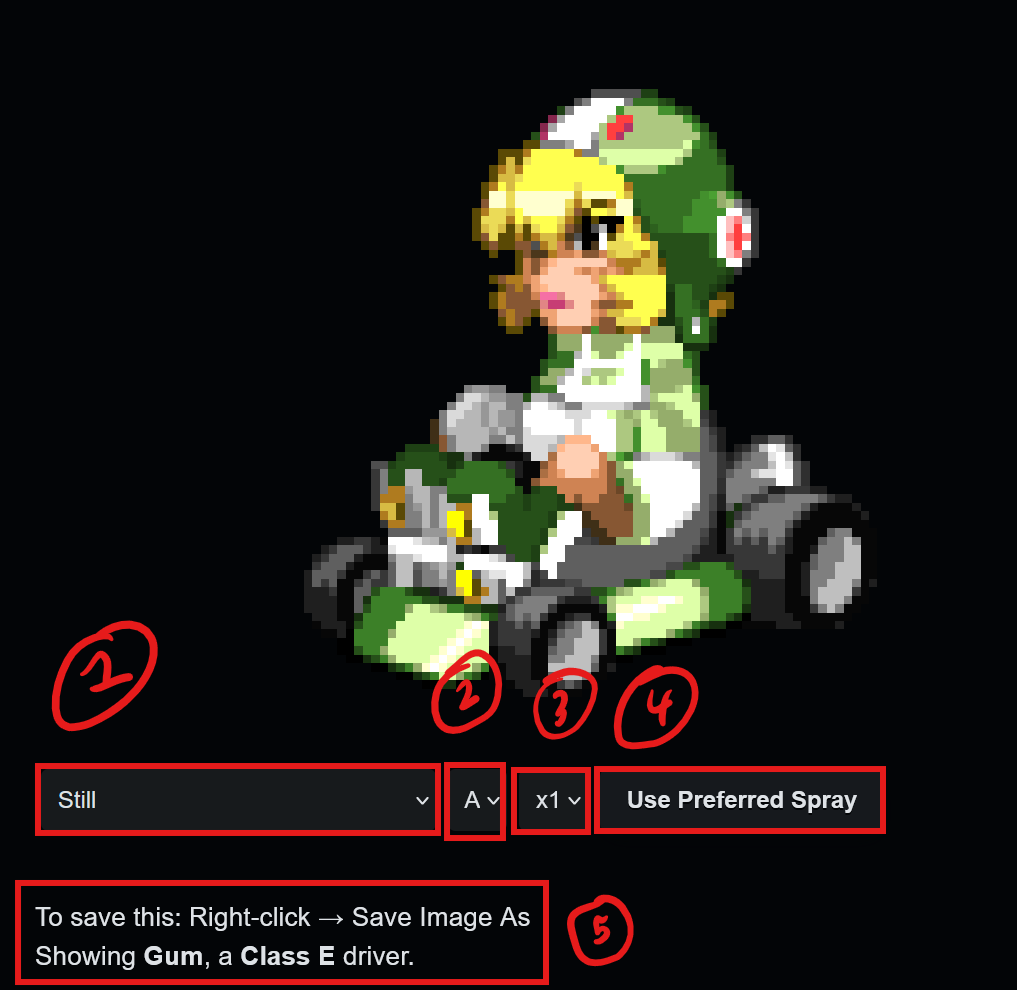 1
2
3
4
Still
A
x1
Use Preferred Spray
To save this: Right-click → Save Image As
Showing Gum, a Class E driver.
5